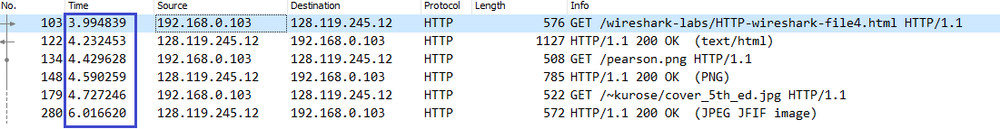 No. Time Source Destination Protocol Length Info
103 3.994839 192.168.0.103 128.119.245.12 HTTP 576 GET /wireshark-labs/HTTP-wireshark-file4.html HTTP/1.1
122 4.232453 128.119.245.12 192.168.0.103 HTTP 1127 HTTP/1.1 200 OK (text/html)
134 4.429628 192.168.0.103 128.119.245.12 HTTP 508 GET /pearson.png HTTP/1.1
148 4.590259 128.119.245.12 192.168.0.103 HTTP 785 HTTP/1.1 200 OK (PNG)
179 4.727246 192.168.0.103 128.119.245.12 HTTP 522 GET /~kurose/cover_5th_ed.jpg HTTP/1.1
280 6.016620 128.119.245.12 192.168.0.103 HTTP 572 HTTP/1.1 200 OK (JPEG JFIF image)